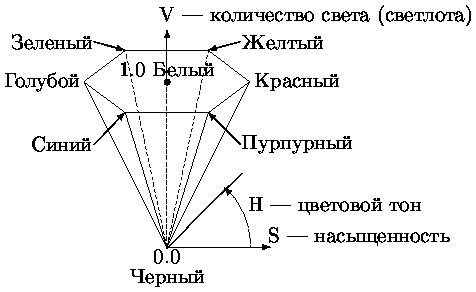 V — количество света (светлота)
Зеленый
Желтый
1.0 Белый
Голубой
Красный
Синий
Пурпурный
H — цветовой тон
S — насыщенность
0.0
Черный